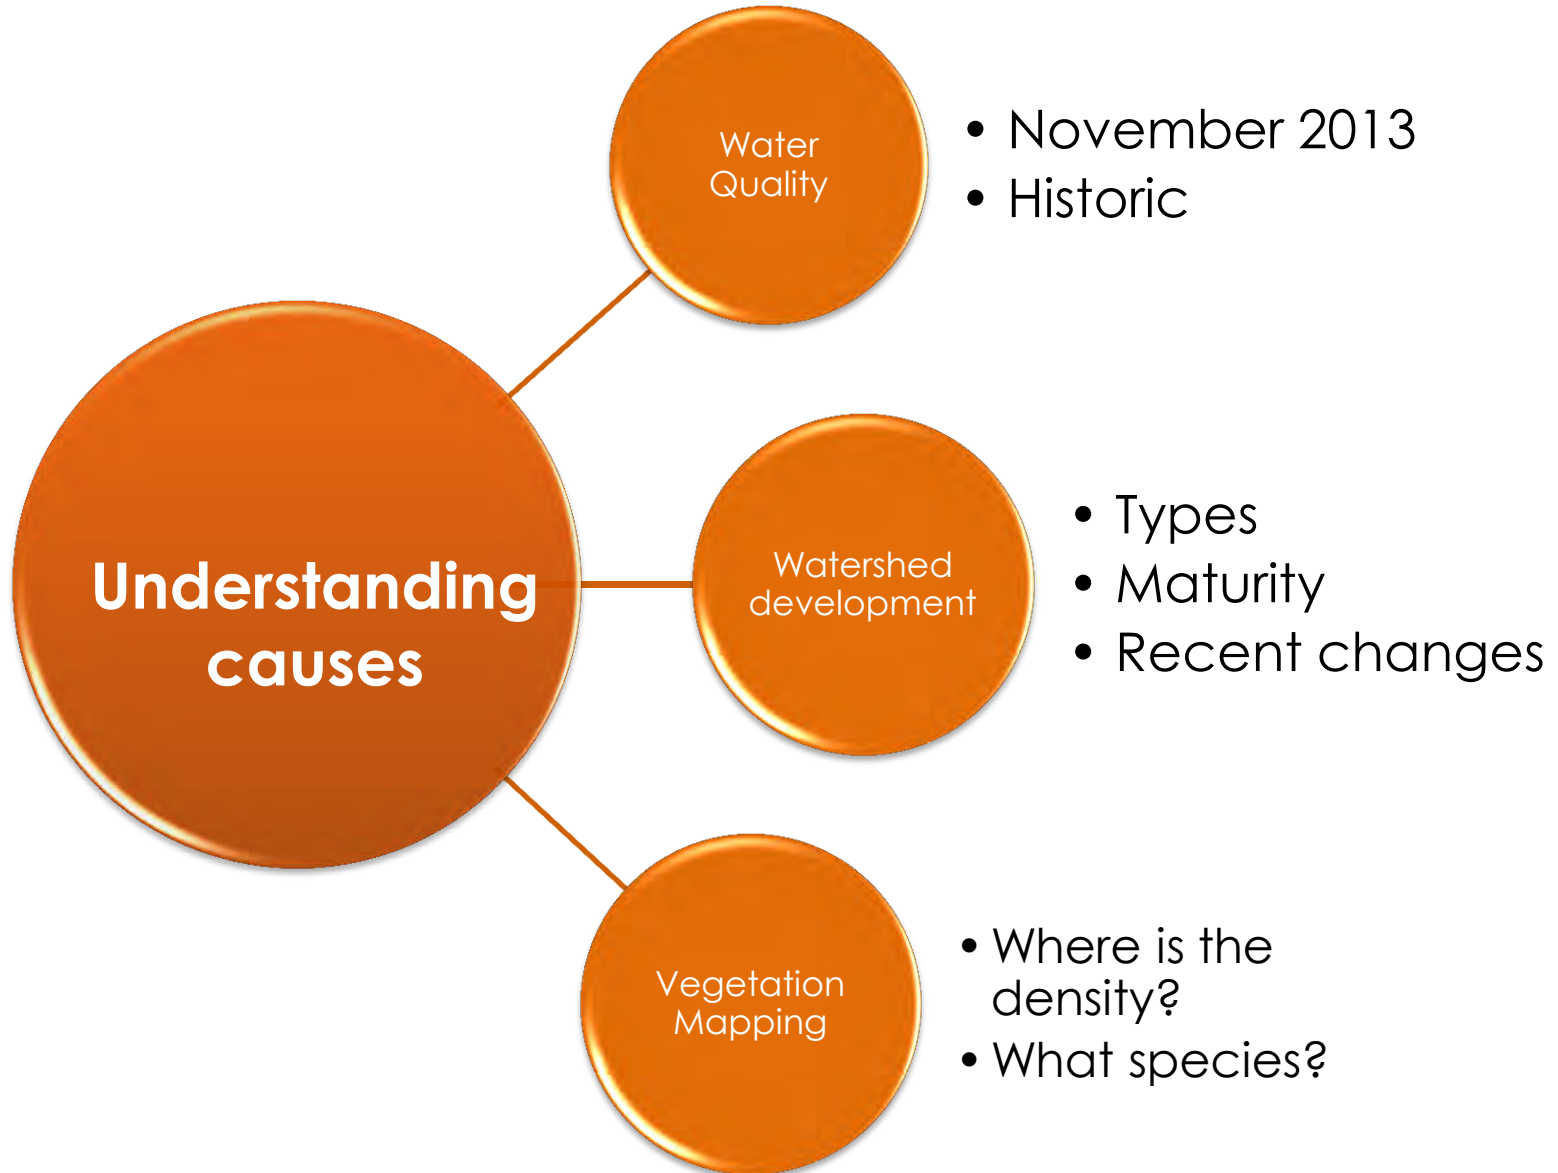 Water
Quality
• November 2013
• Historic
Understanding
causes
Watershed
development
• Types
• Maturity
• Recent changes
Vegetation
Mapping
• Where is the
density?
• What species?